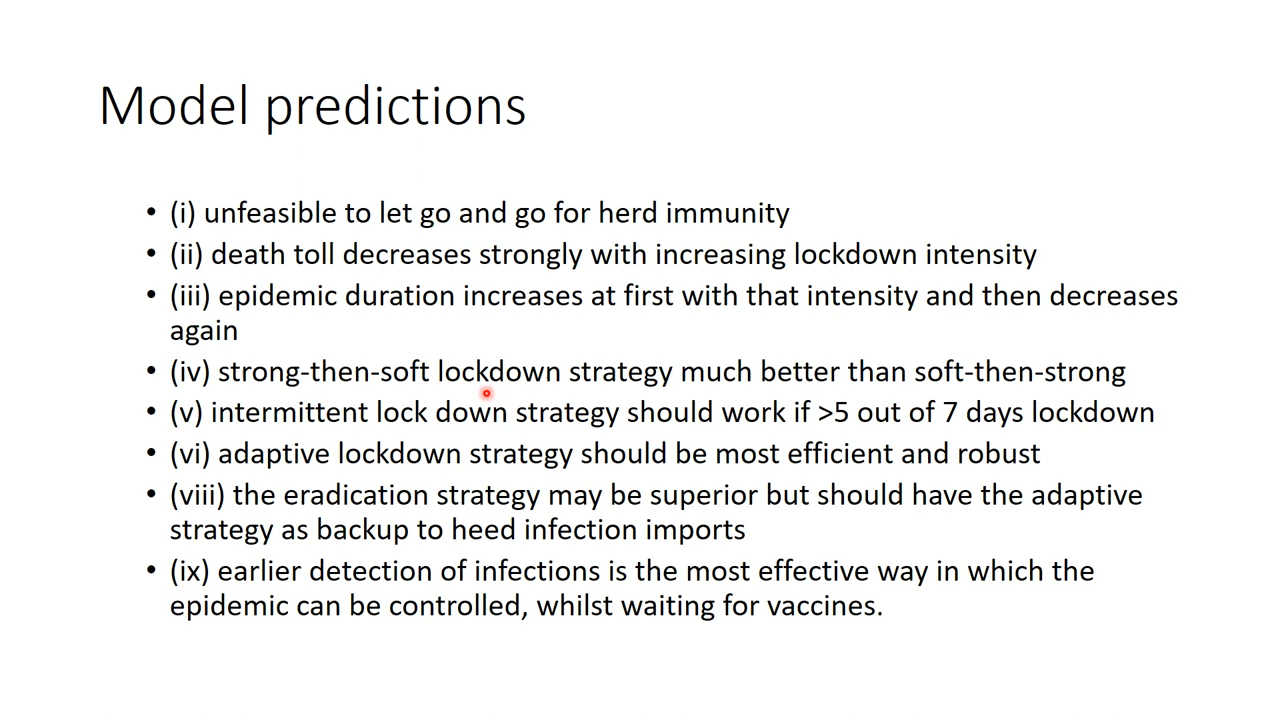 Model predictions
• (i) unfeasible to let go and go for herd immunity
• (ii) death toll decreases strongly with increasing lockdown intensity
• (iii) epidemic duration increases at first with that intensity and then decreases
again
• (iv) strong-then-soft lockdown strategy much better than soft-then-strong
• (v) intermittent lock down strategy should work if >5 out of 7 days lockdown
• (vi) adaptive lockdown strategy should be most efficient and robust
• (viii) the eradication strategy may be superior but should have the adaptive
strategy as backup to heed infection imports
• (ix) earlier detection of infections is the most effective way in which the
epidemic can be controlled, whilst waiting for vaccines.